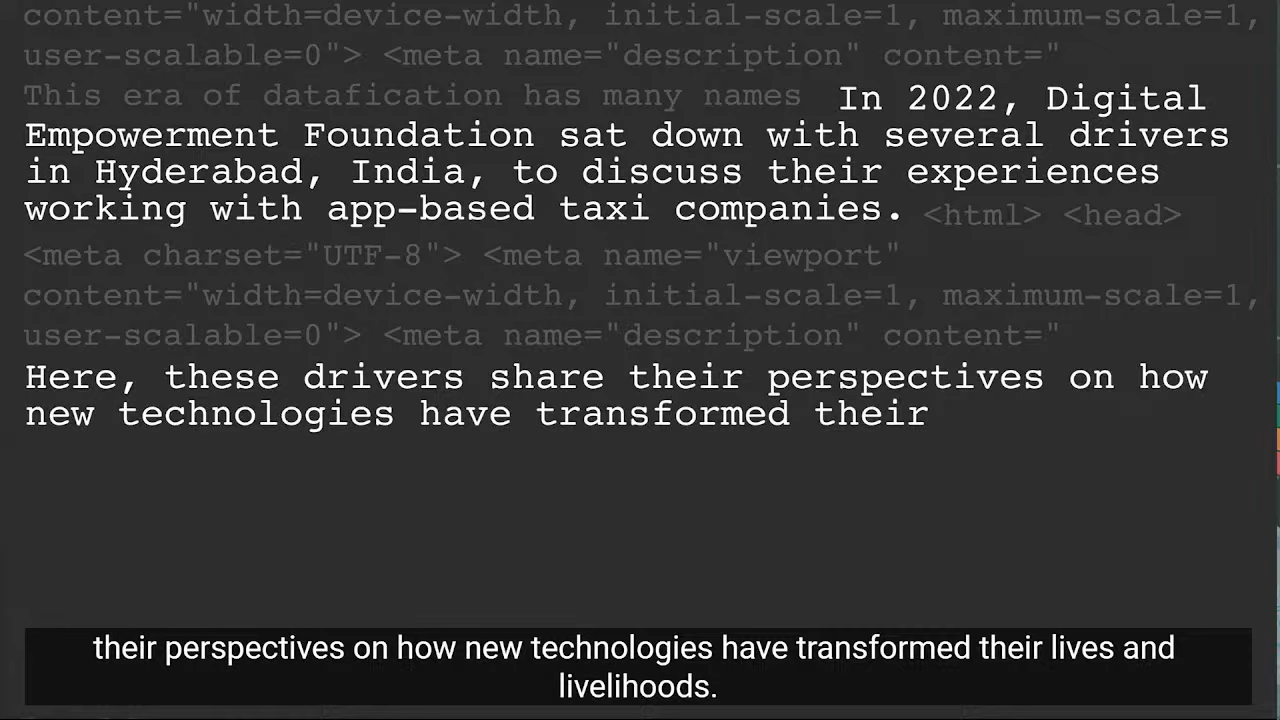 content="width=device-width, initial-scale=1, maximum-scale=1,
user-scalable=0"> <meta name="description" content="
This era of datafication has many names In 2022, Digital
Empowerment Foundation sat down with several drivers
in Hyderabad, India, to discuss their experiences
working with app-based taxi companies. <html> <head>
<meta charset="UTF-8"> <meta name="viewport"
content="width=device-width, initial-scale=1, maximum-scale=1,
user-scalable=0"> <meta name="description" content="
Here, these drivers share their perspectives on how
new technologies have transformed their
their perspectives on how new technologies have transformed their lives and
livelihoods.